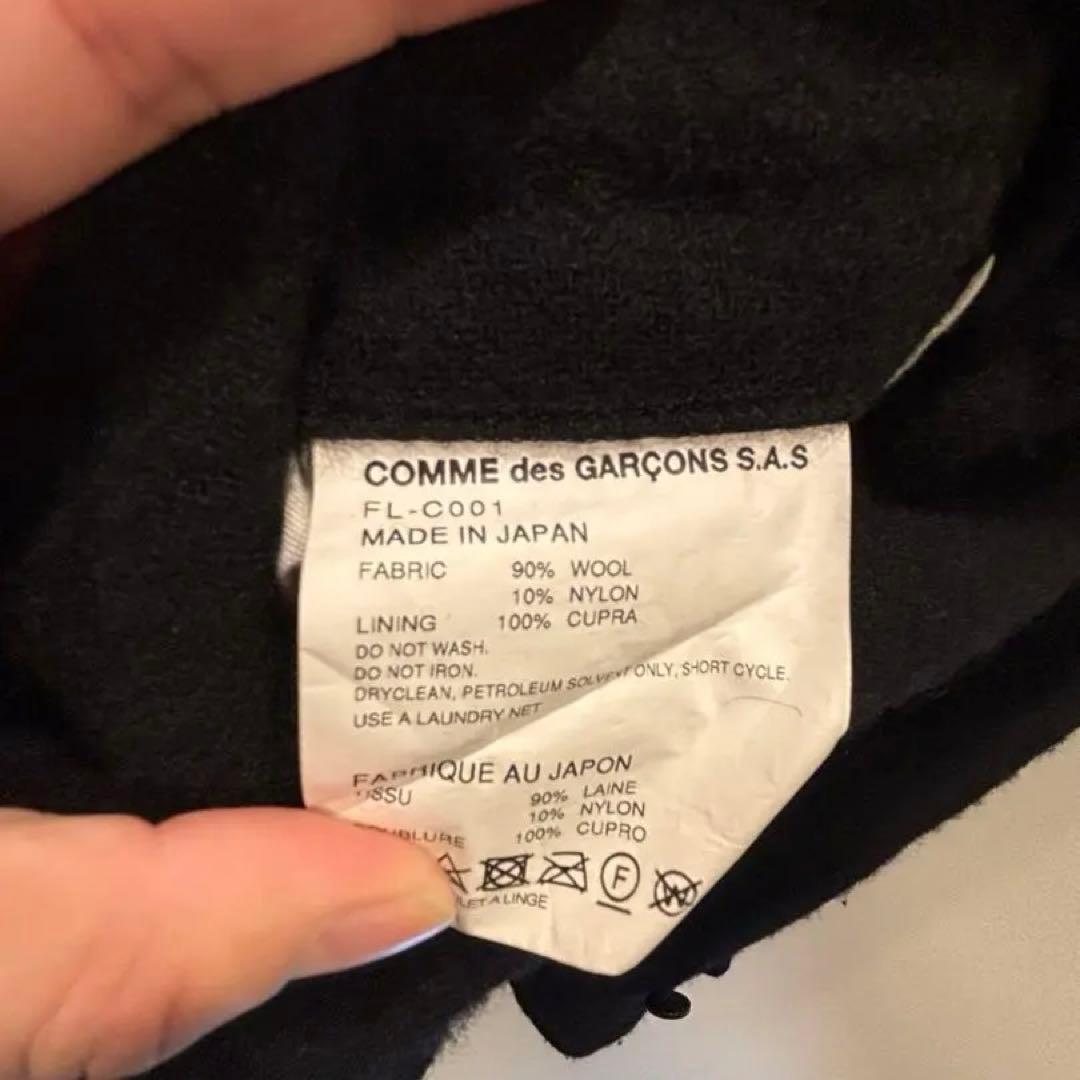 COMME des GARÇONS S.A.S
FL-C001
MADE IN JAPAN
FABRIC 90% WOOL
10% NYLON
LINING 100% CUPRA
DO NOT WASH.
DO NOT IRON.
DRYCLEAN, PETROLEUM SOLVENT ONLY, SHORT CYCLE.
USE A LAUNDRY NET
FABRIQUE AU JAPON
90% LAINE
10% NYLON
100% CUPRO
F W
A LINGE